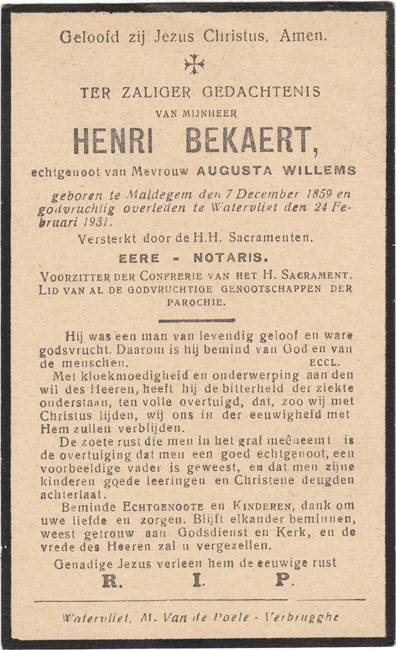 Geloofd zij Jezus Christus, Amen.
TER ZALIGER GEDACHTENIS
VAN MIJNHEER
HENRI BEKAERT,
echtgenoot van Mevrouw AUGUSTA WILLEMS
geboren te Maldegem den 7 December 1859 en
godvruchtig overleden te Watervliet den 24 Fe-
bruari 1931.
Versterkt door de H.H. Sacramenten.
EERE - NOTARIS.
VOORZITTER DER CONFRERIE VAN HET H. SACRAMENT.
LID VAN AL DE GODVRUCHTIGE GENOOTSCHAPPEN DER
PAROCHIE.
Hij was een man van levendig geloof en ware
godsvrucht. Daarom is hij bemind van God en van
de menschen. ECCL.
Met kloekmoedigheid en onderwerping aan den
wil des Heeren, heeft hij de bitterheid der ziekte
onderstaan, ten volle overtuigd, dat, zoo wij met
Christus lijden, wij ons in der eeuwigheid met
Hem zullen verblijden.
De zoete rust die men in het graf meêneemt is
de overtuiging dat men een goed echtgenoot, een
voorbeeldige vader is geweest, en dat men zijne
kinderen goede leeringen en Christene deugden
achterlaat.
Beminde ECHTGENOOTE en KINDEREN, dank om
uwe liefde en zorgen. Blijft elkander beminnen,
weest getrouw aan Godsdienst en Kerk, en de
vrede des Heeren zal u vergezellen.
Genadige Jezus verleen hem de eeuwige rust
R. I. P.
Watervliet, M. Van de Poele - Verbrugghe